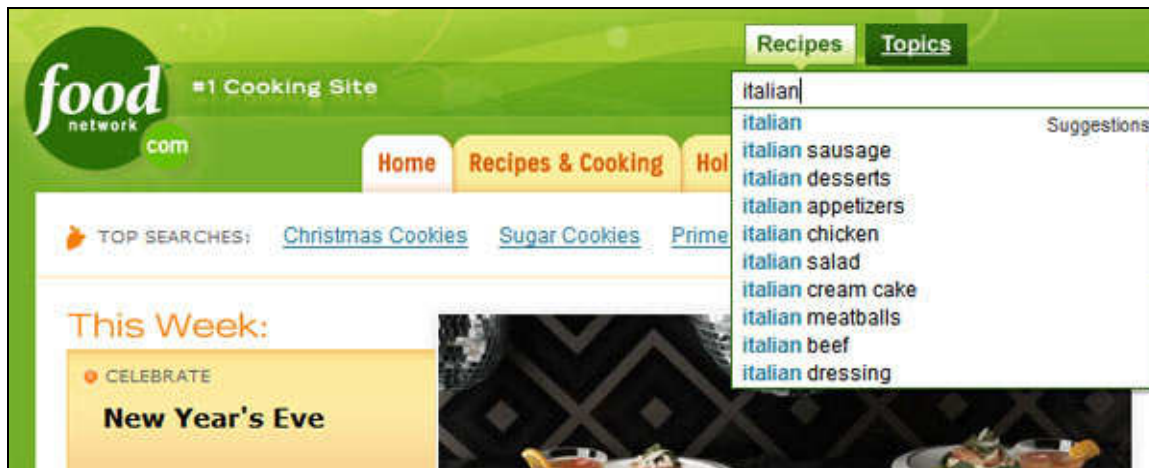 Recipes Topics
food
network
com
#1 Cooking Site
italian
italian Suggestions
italian sausage
italian desserts
italian appetizers
italian chicken
italian salad
italian cream cake
italian meatballs
italian beef
italian dressing
Home Recipes & Cooking Hol
TOP SEARCHES: Christmas Cookies Sugar Cookies Prime
This Week:
CELEBRATE
New Year's Eve